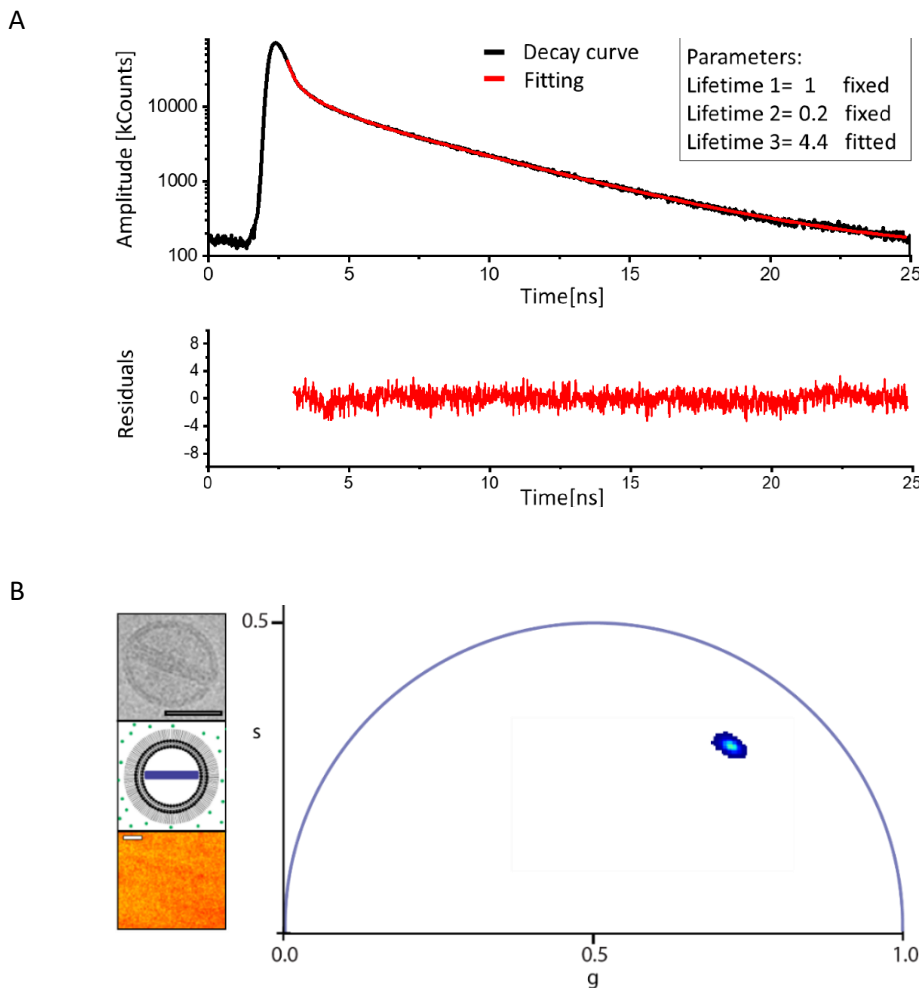 A
Amplitude [kCounts]
10000
1000
100
0
5
10
15
20
25
Time[ns]
Decay curve
Fitting
Parameters:
Lifetime 1= 1 fixed
Lifetime 2= 0.2 fixed
Lifetime 3= 4.4 fitted
Residuals
8
4
0
-4
-8
0
5
10
15
20
25
Time[ns]
B
0.5
s
0.0
0.5
1.0
g